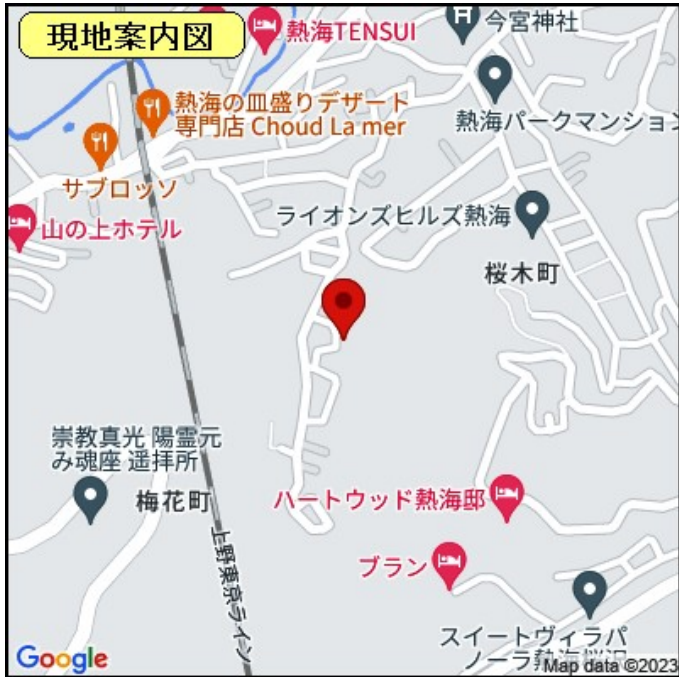 現地案内図
熱海TENSUI
今宮神社
熱海の皿盛りデザート
専門店 Choud La mer
熱海パークマンション
サブロッソ
ライオンズヒルズ熱海
山の上ホテル
桜木町
崇教真光 陽霊元
み魂座 遥拝所
梅花町
ハートウッド熱海邸
上野東京ライン
ブラン
スイートヴィラパ
ノーラ熱海桜沢
Google
Map data ©2023